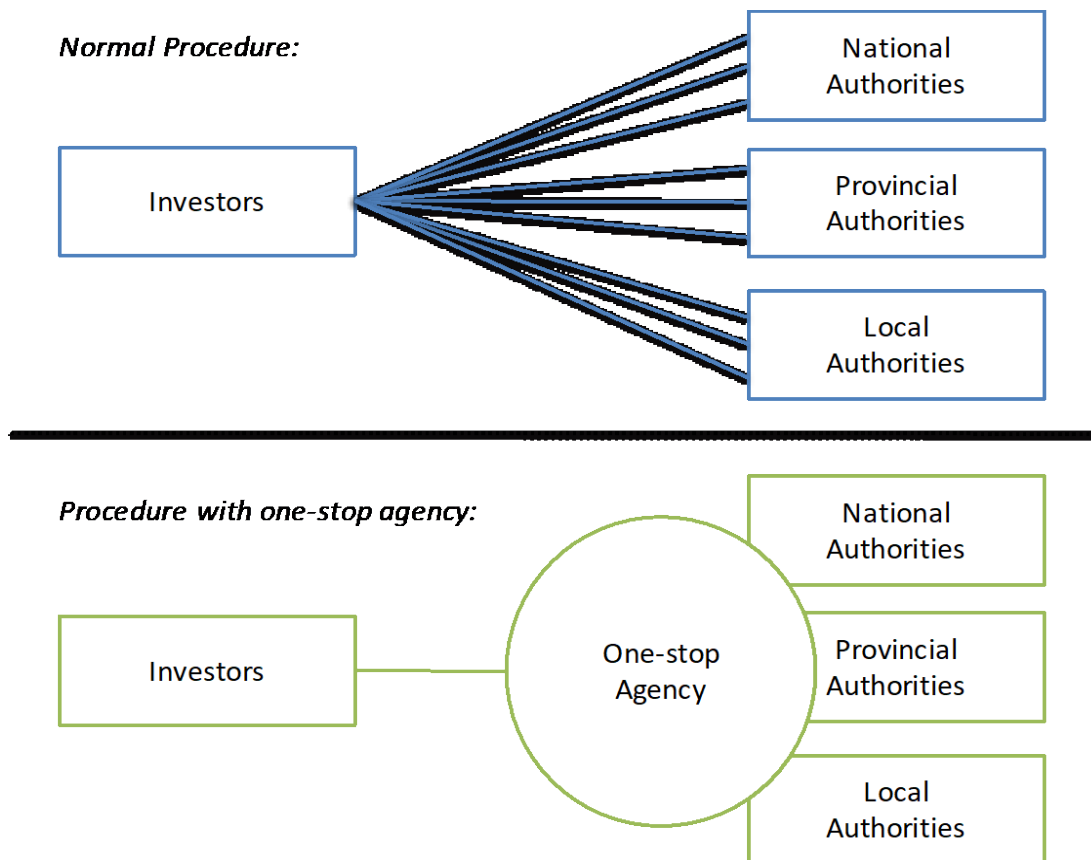 Normal Procedure:
National
Authorities
Investors
Provincial
Authorities
Local
Authorities
Procedure with one-stop agency:
National
Authorities
Investors
One-stop
Agency
Provincial
Authorities
Local
Authorities